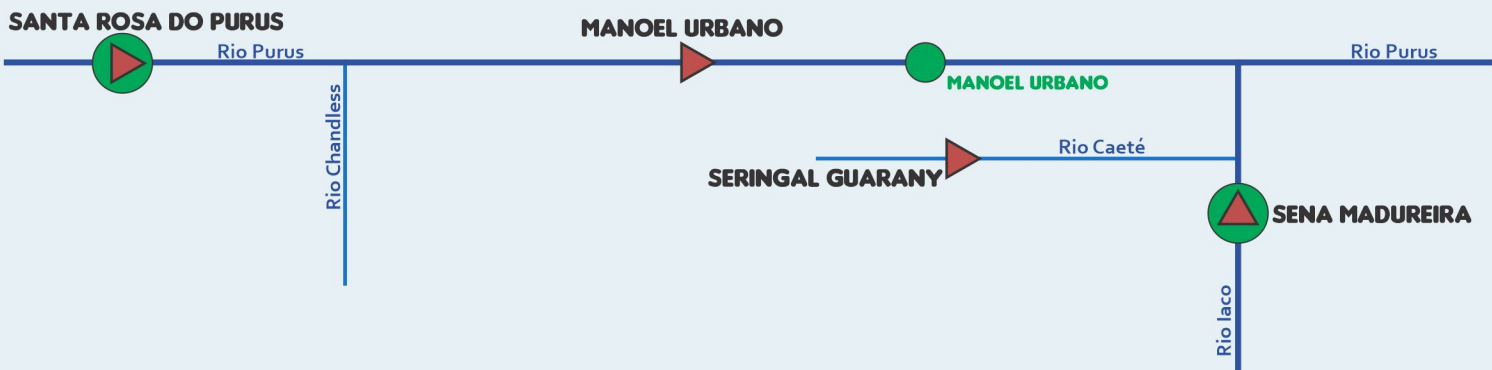 SANTA ROSA DO PURUS
MANOEL URBANO
Rio Purus
Rio Purus
MANOEL URBANO
Rio Chandless
Rio Caeté
SERINGAL GUARANY
SENA MADUREIRA
Rio Iaco